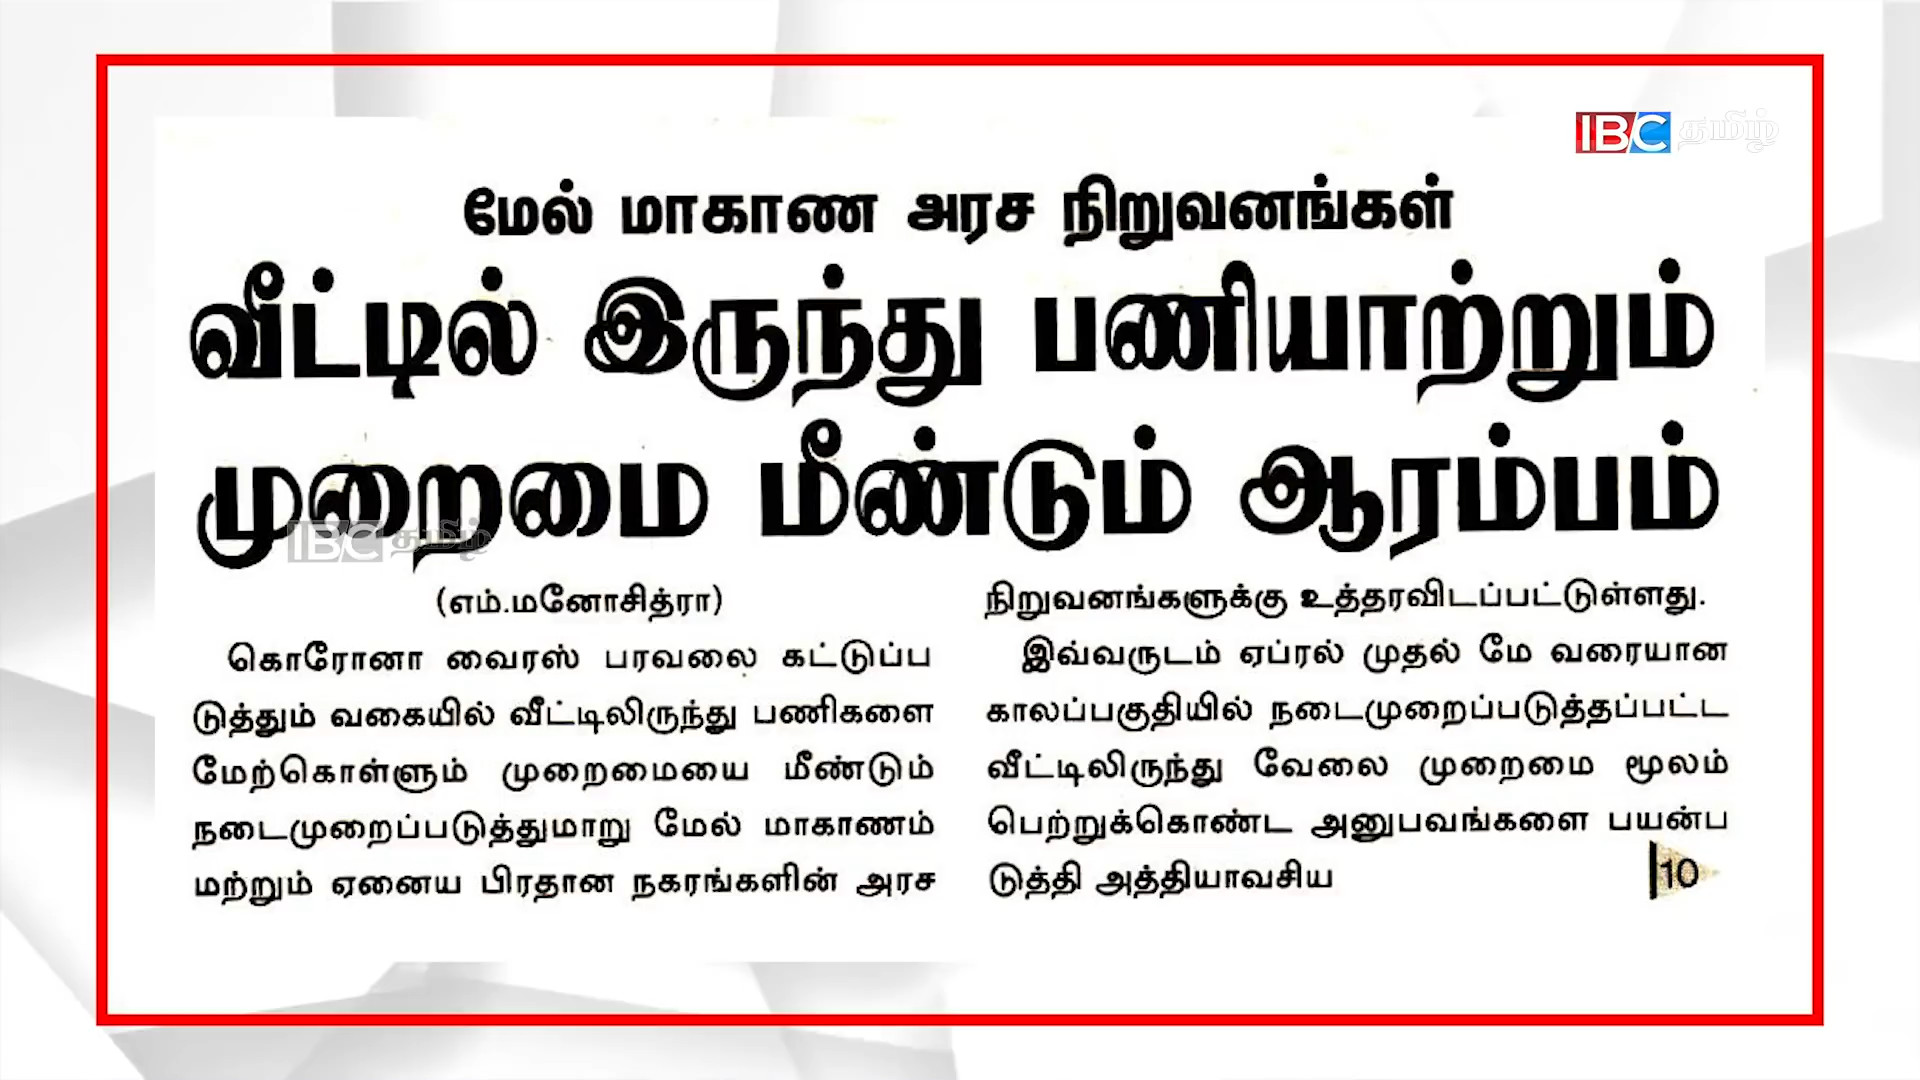 IBC தமிழ்
மேல் மாகாண அரச நிறுவனங்கள்
வீட்டில் இருந்து பணியாற்றும்
முறைமை மீண்டும் ஆரம்பம்
IBC தமிழ்
(எம்.மனோசித்ரா)
கொரோனா வைரஸ் பரவலை கட்டுப்ப
டுத்தும் வகையில் வீட்டிலிருந்து பணிகளை
மேற்கொள்ளும் முறைமையை மீண்டும்
நடைமுறைப்படுத்துமாறு மேல் மாகாணம்
மற்றும் ஏனைய பிரதான நகரங்களின் அரச
நிறுவனங்களுக்கு உத்தரவிடப்பட்டுள்ளது.
இவ்வருடம் ஏப்ரல் முதல் மே வரையான
காலப்பகுதியில் நடைமுறைப்படுத்தப்பட்ட
வீட்டிலிருந்து வேலை முறைமை மூலம்
பெற்றுக்கொண்ட அனுபவங்களை பயன்ப
டுத்தி அத்தியாவசிய
10